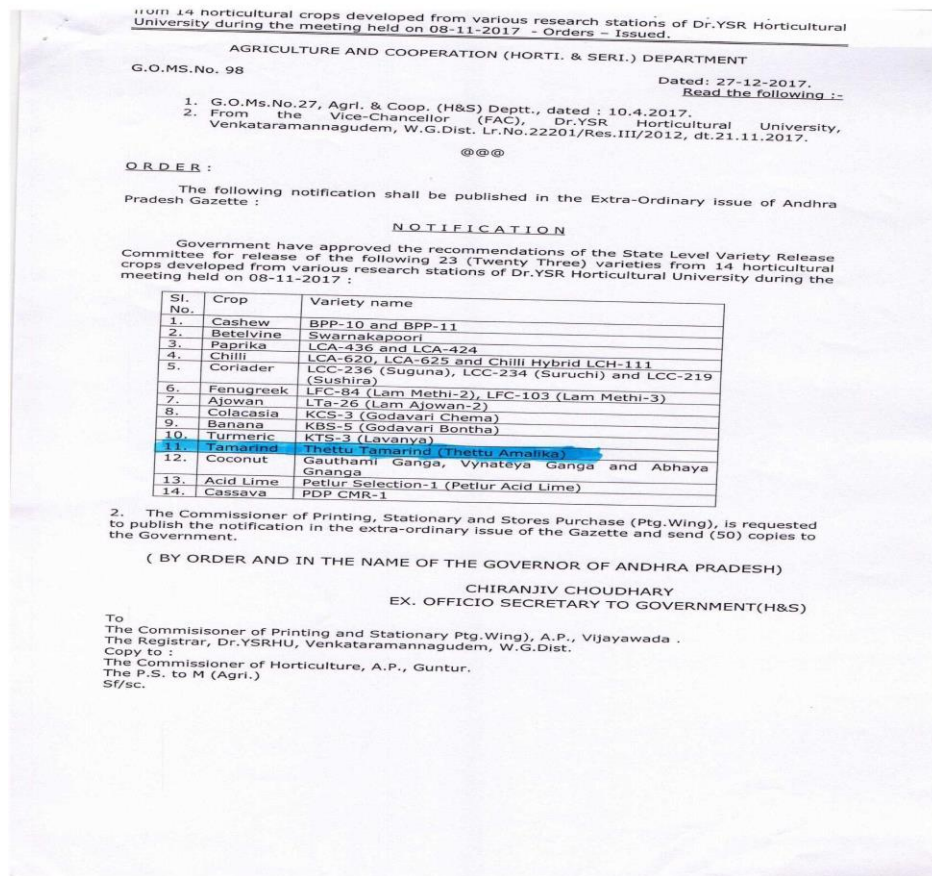 from 14 horticultural crops developed from various research stations of Dr.YSR Horticultural
University during the meeting held on 08-11-2017 - Orders – Issued.
AGRICULTURE AND COOPERATION (HORTI. & SERI.) DEPARTMENT
G.O.MS.No. 98
Dated: 27-12-2017.
Read the following :-
1. G.O.Ms.No.27, Agrl. & Coop. (H&S) Deptt., dated : 10.4.2017.
2. From the Vice-Chancellor (FAC), Dr.YSR Horticultural University,
Venkataramannagudem, W.G.Dist. Lr.No.22201/Res.III/2012, dt.21.11.2017.
@@@
O R D E R :
The following notification shall be published in the Extra-Ordinary issue of Andhra
Pradesh Gazette :
N O T I F I C A T I O N
Government have approved the recommendations of the State Level Variety Release
Committee for release of the following 23 (Twenty Three) varieties from 14 horticultural
crops developed from various research stations of Dr.YSR Horticultural University during the
meeting held on 08-11-2017 :
Sl. Crop Variety name
No.
1. Cashew BPP-10 and BPP-11
2. Betelvine Swarnakapoori
3. Paprika LCA-436 and LCA-424
4. Chilli LCA-620, LCA-625 and Chilli Hybrid LCH-111
5. Coriader LCC-236 (Suguna), LCC-234 (Suruchi) and LCC-219
(Sushira)
6. Fenugreek LFC-84 (Lam Methi-2), LFC-103 (Lam Methi-3)
7. Ajowan LTa-26 (Lam Ajowan-2)
8. Colacasia KCS-3 (Godavari Chema)
9. Banana KBS-5 (Godavari Bontha)
10. Turmeric KTS-3 (Lavanya)
11. Tamarind Thettu Tamarind (Thettu Amalika)
12. Coconut Gauthami Ganga, Vynateya Ganga and Abhaya
Gnanga
13. Acid Lime Petlur Selection-1 (Petlur Acid Lime)
14. Cassava PDP CMR-1
2. The Commissioner of Printing, Stationary and Stores Purchase (Ptg.Wing), is requested
to publish the notification in the extra-ordinary issue of the Gazette and send (50) copies to
the Government.
( BY ORDER AND IN THE NAME OF THE GOVERNOR OF ANDHRA PRADESH)
CHIRANJIV CHOUDHARY
EX. OFFICIO SECRETARY TO GOVERNMENT(H&S)
To
The Commisisoner of Printing and Stationary Ptg.Wing), A.P., Vijayawada .
The Registrar, Dr.YSRHU, Venkataramannagudem, W.G.Dist.
Copy to :
The Commissioner of Horticulture, A.P., Guntur.
The P.S. to M (Agri.)
Sf/sc.